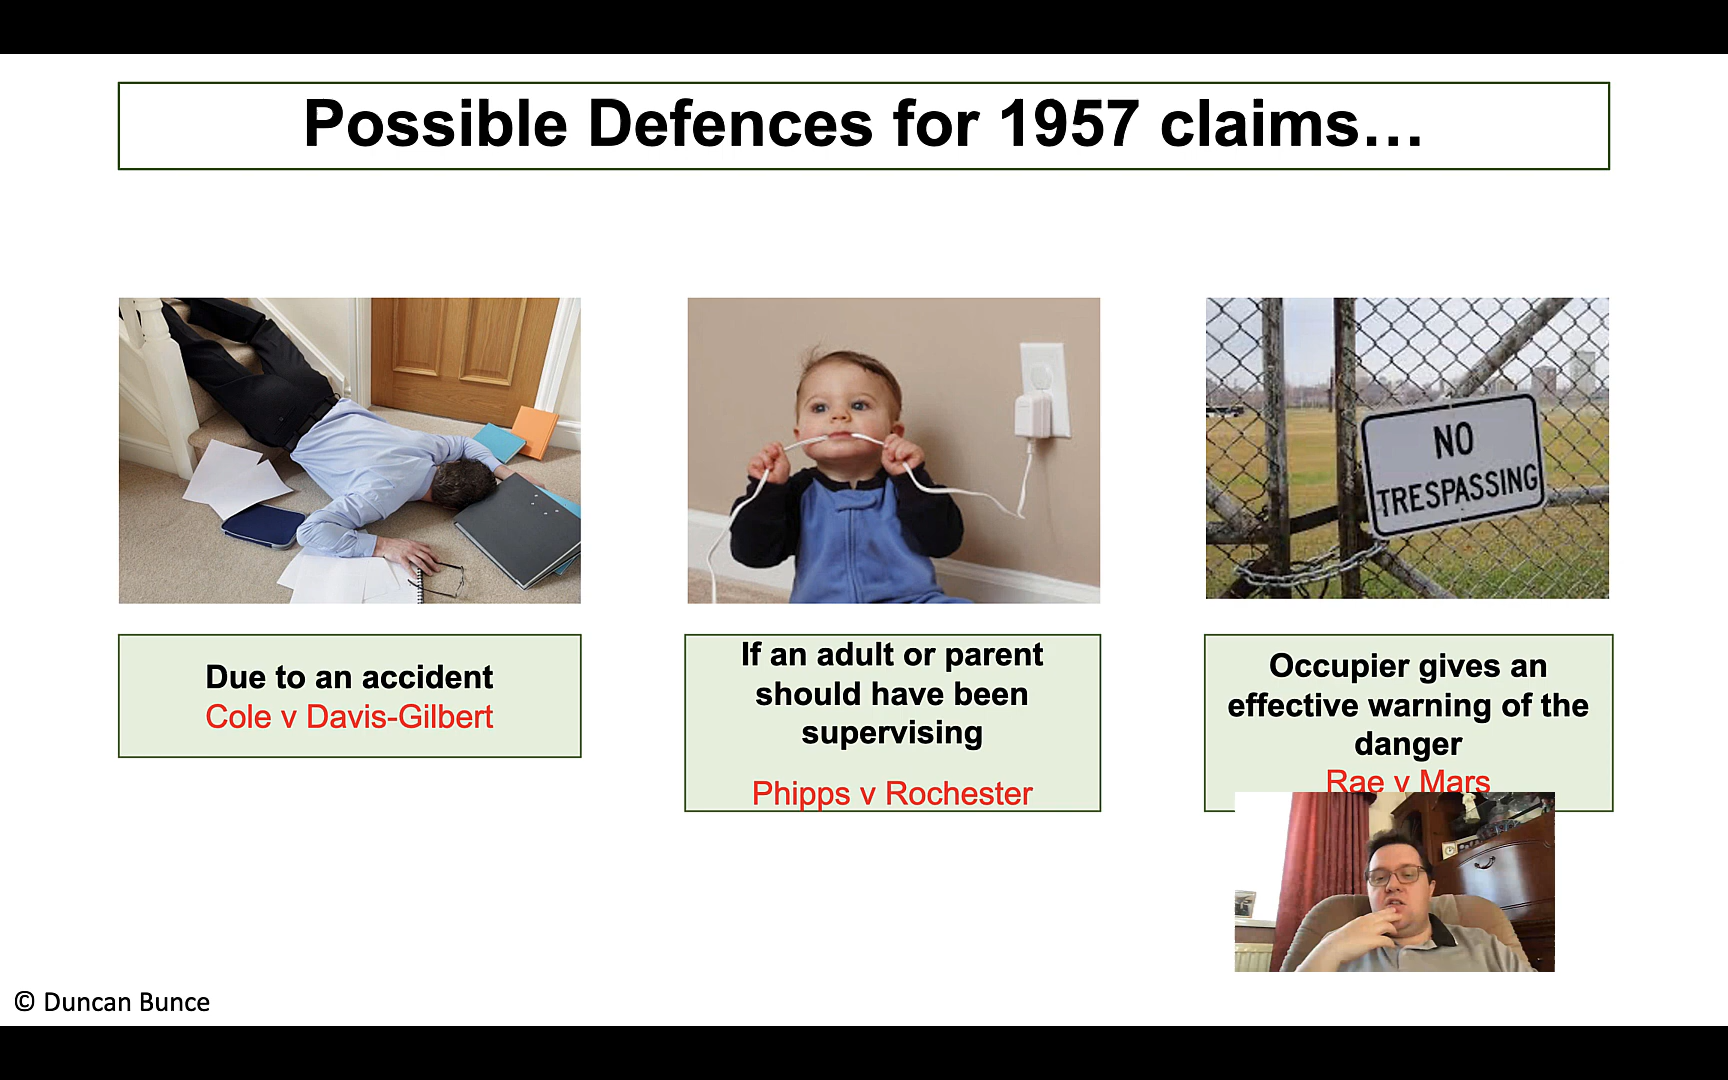 Possible Defences for 1957 claims…
NO
TRESPASSING
Due to an accident
Cole v Davis-Gilbert
If an adult or parent
should have been
supervising
Phipps v Rochester
Occupier gives an
effective warning of the
danger
Rae v Mars
© Duncan Bunce